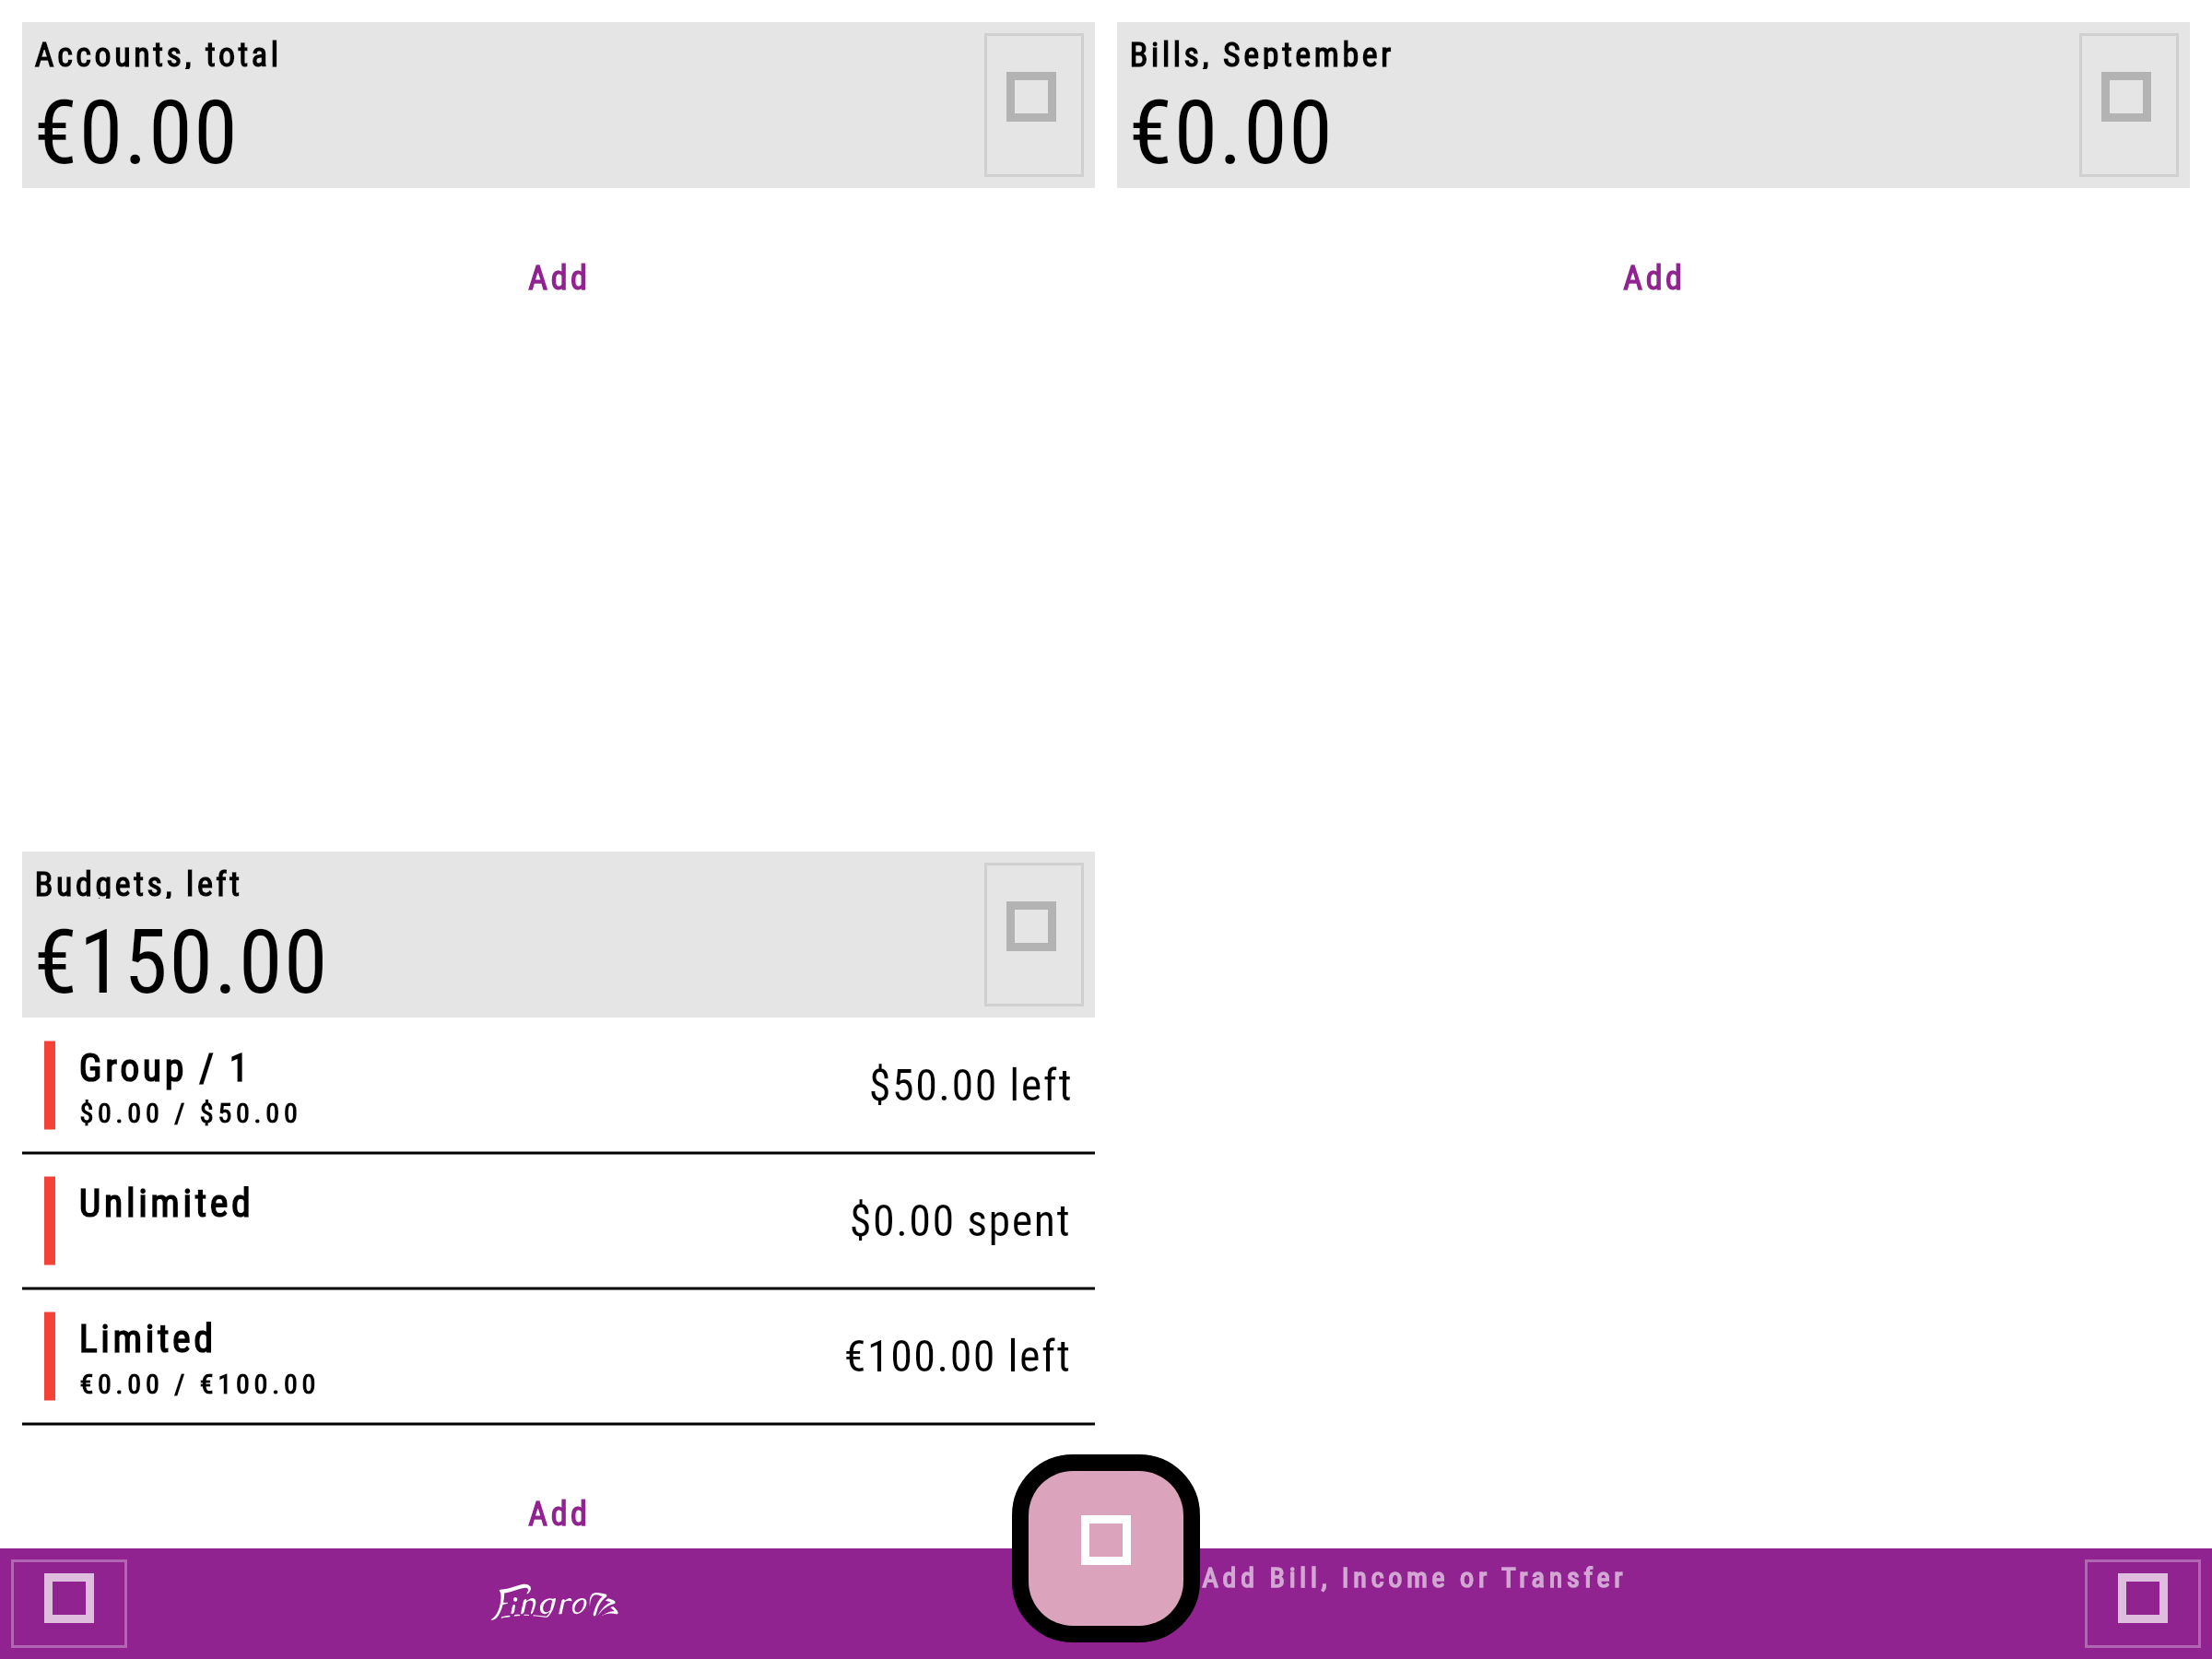 Accounts, total
€0.00
Add
Bills, September
€0.00
Add
Budgets, left
€150.00
Group / 1
$0.00 / $50.00
$50.00 left
Unlimited
$0.00 spent
Limited
€0.00 / €100.00
€100.00 left
Add
Add Bill, Income or Transfer